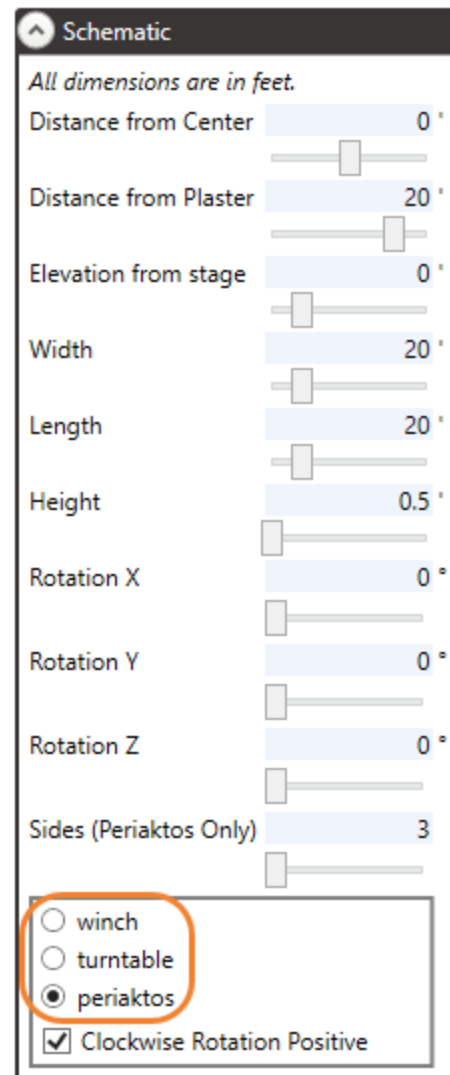 Schematic
All dimensions are in feet.
Distance from Center 0 '
Distance from Plaster 20 '
Elevation from stage 0 '
Width 20 '
Length 20 '
Height 0.5 '
Rotation X 0 °
Rotation Y 0 °
Rotation Z 0 °
Sides (Periaktos Only) 3
winch
turntable
periaktos
Clockwise Rotation Positive